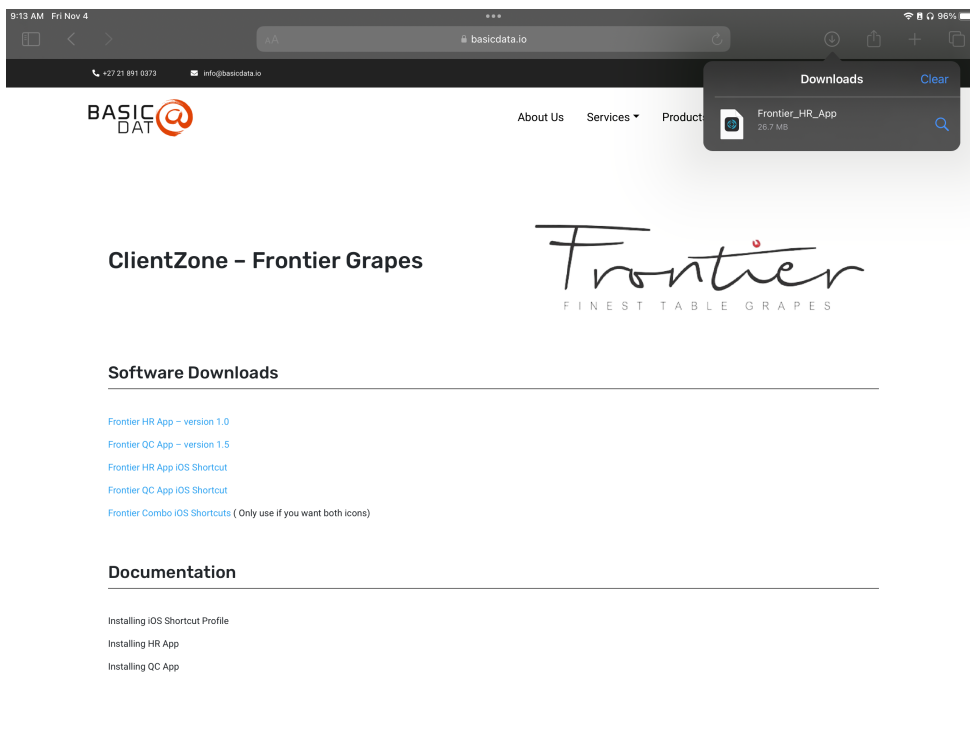 9:13 AM Fri Nov 4
96%
AA
basicdata.io
+27 21 891 0373
info@basicdata.io
Downloads
Clear
Frontier_HR_App
26.7 MB
BASIC
DAT@
About Us
Services
ClientZone – Frontier Grapes
Frontier
FINEST TABLE GRAPES
Software Downloads
Frontier HR App – version 1.0
Frontier QC App – version 1.5
Frontier HR App iOS Shortcut
Frontier QC App iOS Shortcut
Frontier Combo iOS Shortcuts ( Only use if you want both icons)
Documentation
Installing iOS Shortcut Profile
Installing HR App
Installing QC App